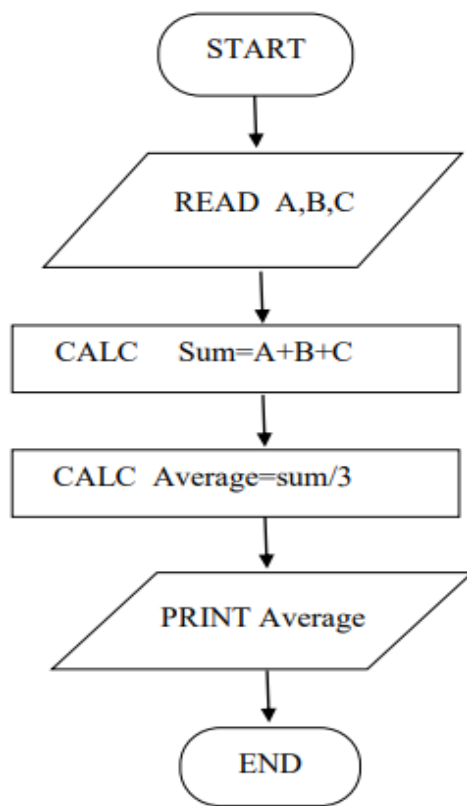 START
READ A,B,C
CALC Sum=A+B+C
CALC Average=sum/3
PRINT Average
END